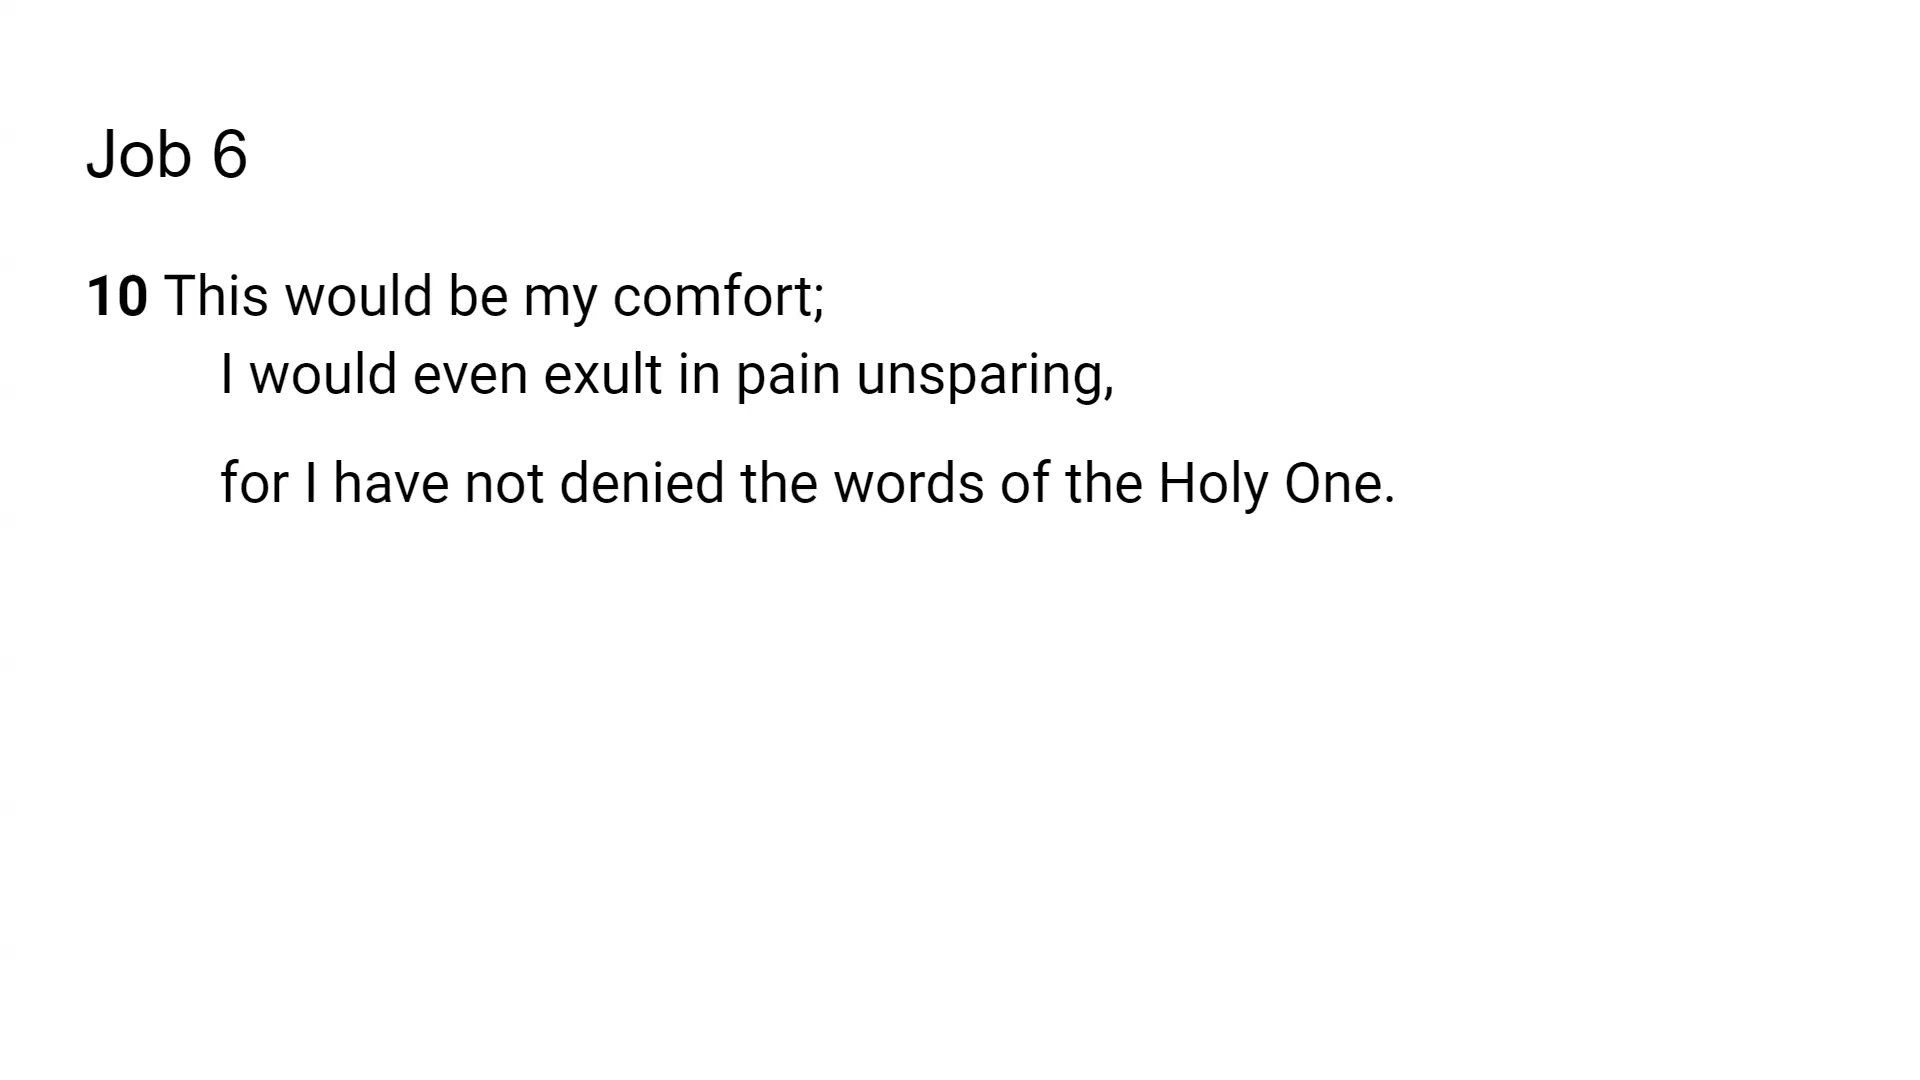 Job 6
10 This would be my comfort;
I would even exult in pain unsparing,
for I have not denied the words of the Holy One.